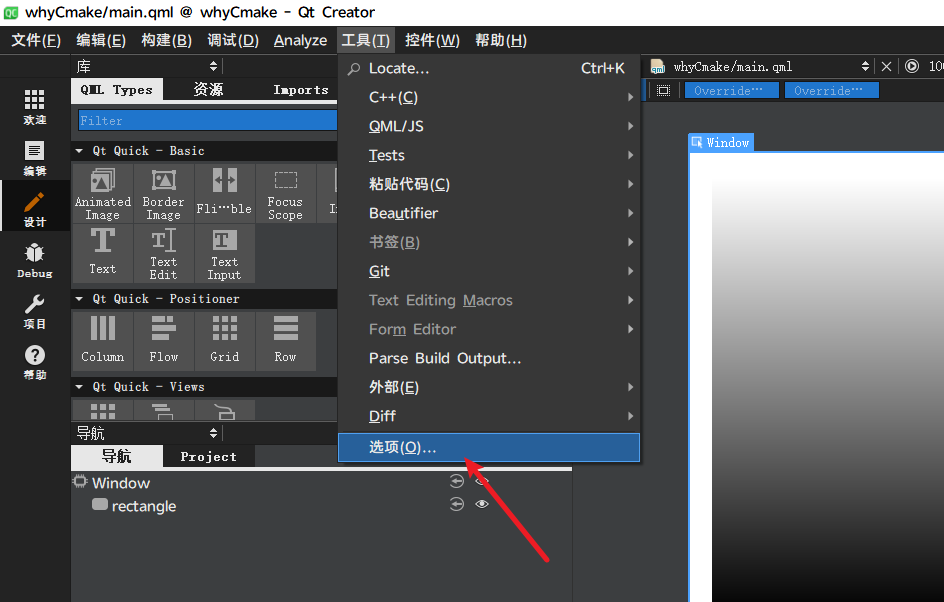 whyCmake/main.qml @ whyCmake - Qt Creator
文件(F) 编辑(E) 构建(B) 调试(D) Analyze 工具(T) 控件(W) 帮助(H)
欢迎
编辑
设计
Debug
项目
帮助
库
QML Types 资源 Imports
Filter
Qt Quick - Basic
Animated Image
Border Image
Fli···ble
Focus Scope
Text
Text Edit
Text Input
Qt Quick - Positioner
Column
Flow
Grid
Row
Qt Quick - Views
导航
导航 Project
Window
rectangle
Locate... Ctrl+K
C++(C)
QML/JS
Tests
粘贴代码(C)
Beautifier
书签(B)
Git
Text Editing Macros
Form Editor
Parse Build Output...
外部(E)
Diff
选项(O)...
whyCmake/main.qml
Override··· Override···
Window